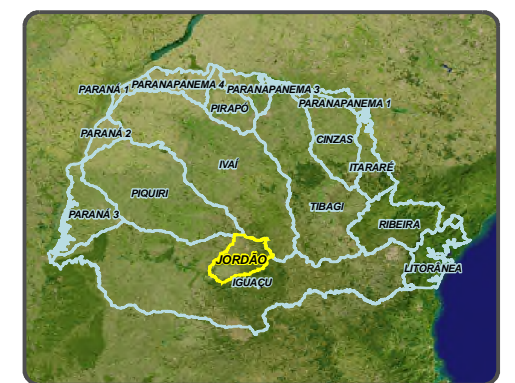 PARANÁ 1
PARANAPANEMA 4
PARANAPANEMA 3
PARANAPANEMA 1
PIRAPÓ
PARANÁ 2
CINZAS
IVAÍ
ITARARÉ
PIQUIRI
TIBAGI
PARANÁ 3
RIBEIRA
JORDÃO
LITORÂNEA
IGUAÇU